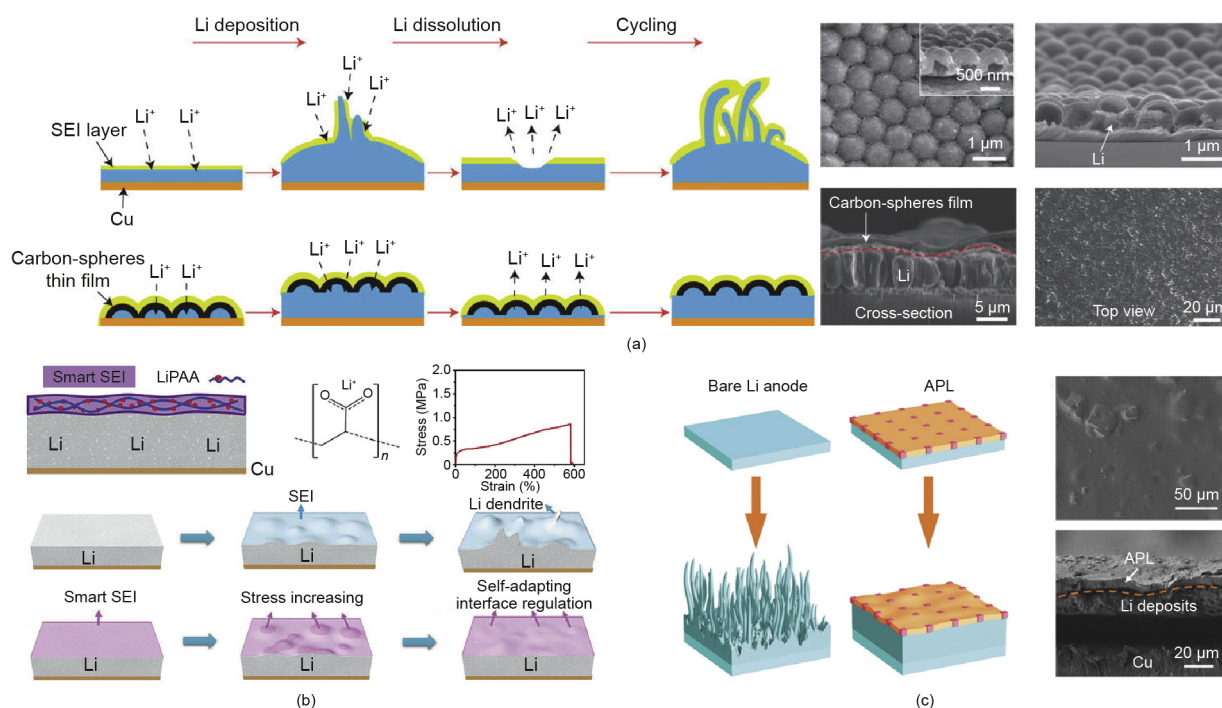 Li deposition
Li dissolution
Cycling
Li⁺
Li⁺
Li⁺
Li⁺
Li⁺
SEI layer
Li⁺
Li⁺
Li⁺
Cu
Carbon-spheres
thin film
Li⁺
Li⁺
Li⁺
Li⁺
Li⁺
Li⁺
Li⁺
Li⁺
500 nm
1 μm
Li
1 μm
Carbon-spheres film
Li
5 μm
Cross-section
Top view
20 μm
(a)
Smart SEI
LiPAA
Li
Li
Li
Cu
Li⁺
O
O
n
Stress (MPa)
2.0
1.5
1.0
0.5
0
0
200
400
600
Strain (%)
SEI
Li dendrite
Li
Li
Li
Smart SEI
Stress increasing
Self-adapting
interface regulation
Li
Li
Li
(b)
Bare Li anode
APL
50 μm
APL
Li deposits
Cu
20 μm
(c)